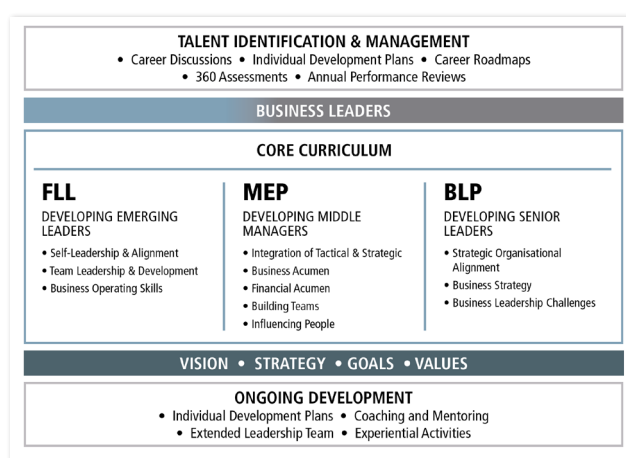 TALENT IDENTIFICATION & MANAGEMENT
• Career Discussions • Individual Development Plans • Career Roadmaps
• 360 Assessments • Annual Performance Reviews
BUSINESS LEADERS
CORE CURRICULUM
FLL
DEVELOPING EMERGING
LEADERS
• Self-Leadership & Alignment
• Team Leadership & Development
• Business Operating Skills
MEP
DEVELOPING MIDDLE
MANAGERS
• Integration of Tactical & Strategic
• Business Acumen
• Financial Acumen
• Building Teams
• Influencing People
BLP
DEVELOPING SENIOR
LEADERS
• Strategic Organisational
Alignment
• Business Strategy
• Business Leadership Challenges
VISION • STRATEGY • GOALS • VALUES
ONGOING DEVELOPMENT
• Individual Development Plans • Coaching and Mentoring
• Extended Leadership Team • Experiential Activities